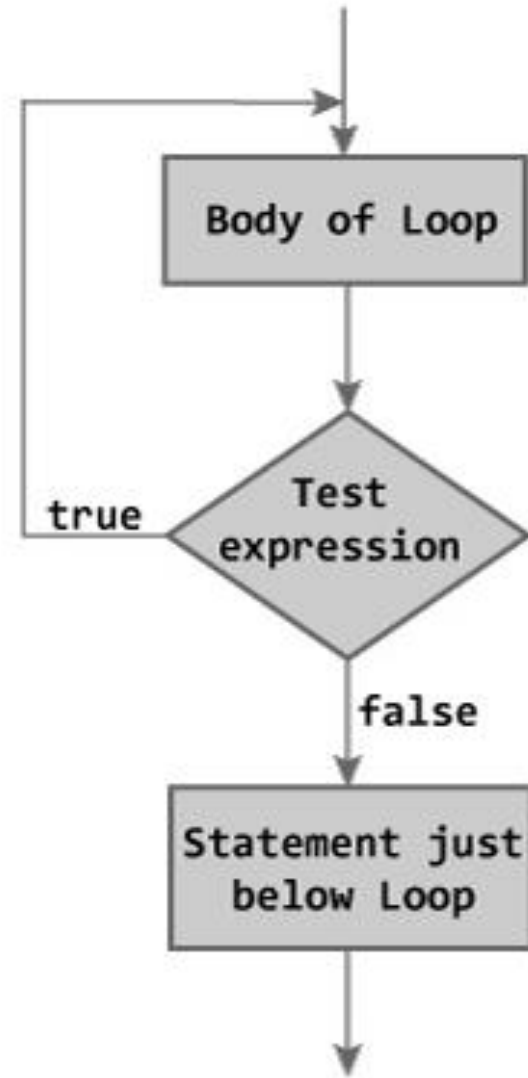 Body of Loop
Test
expression
true
false
Statement just
below Loop